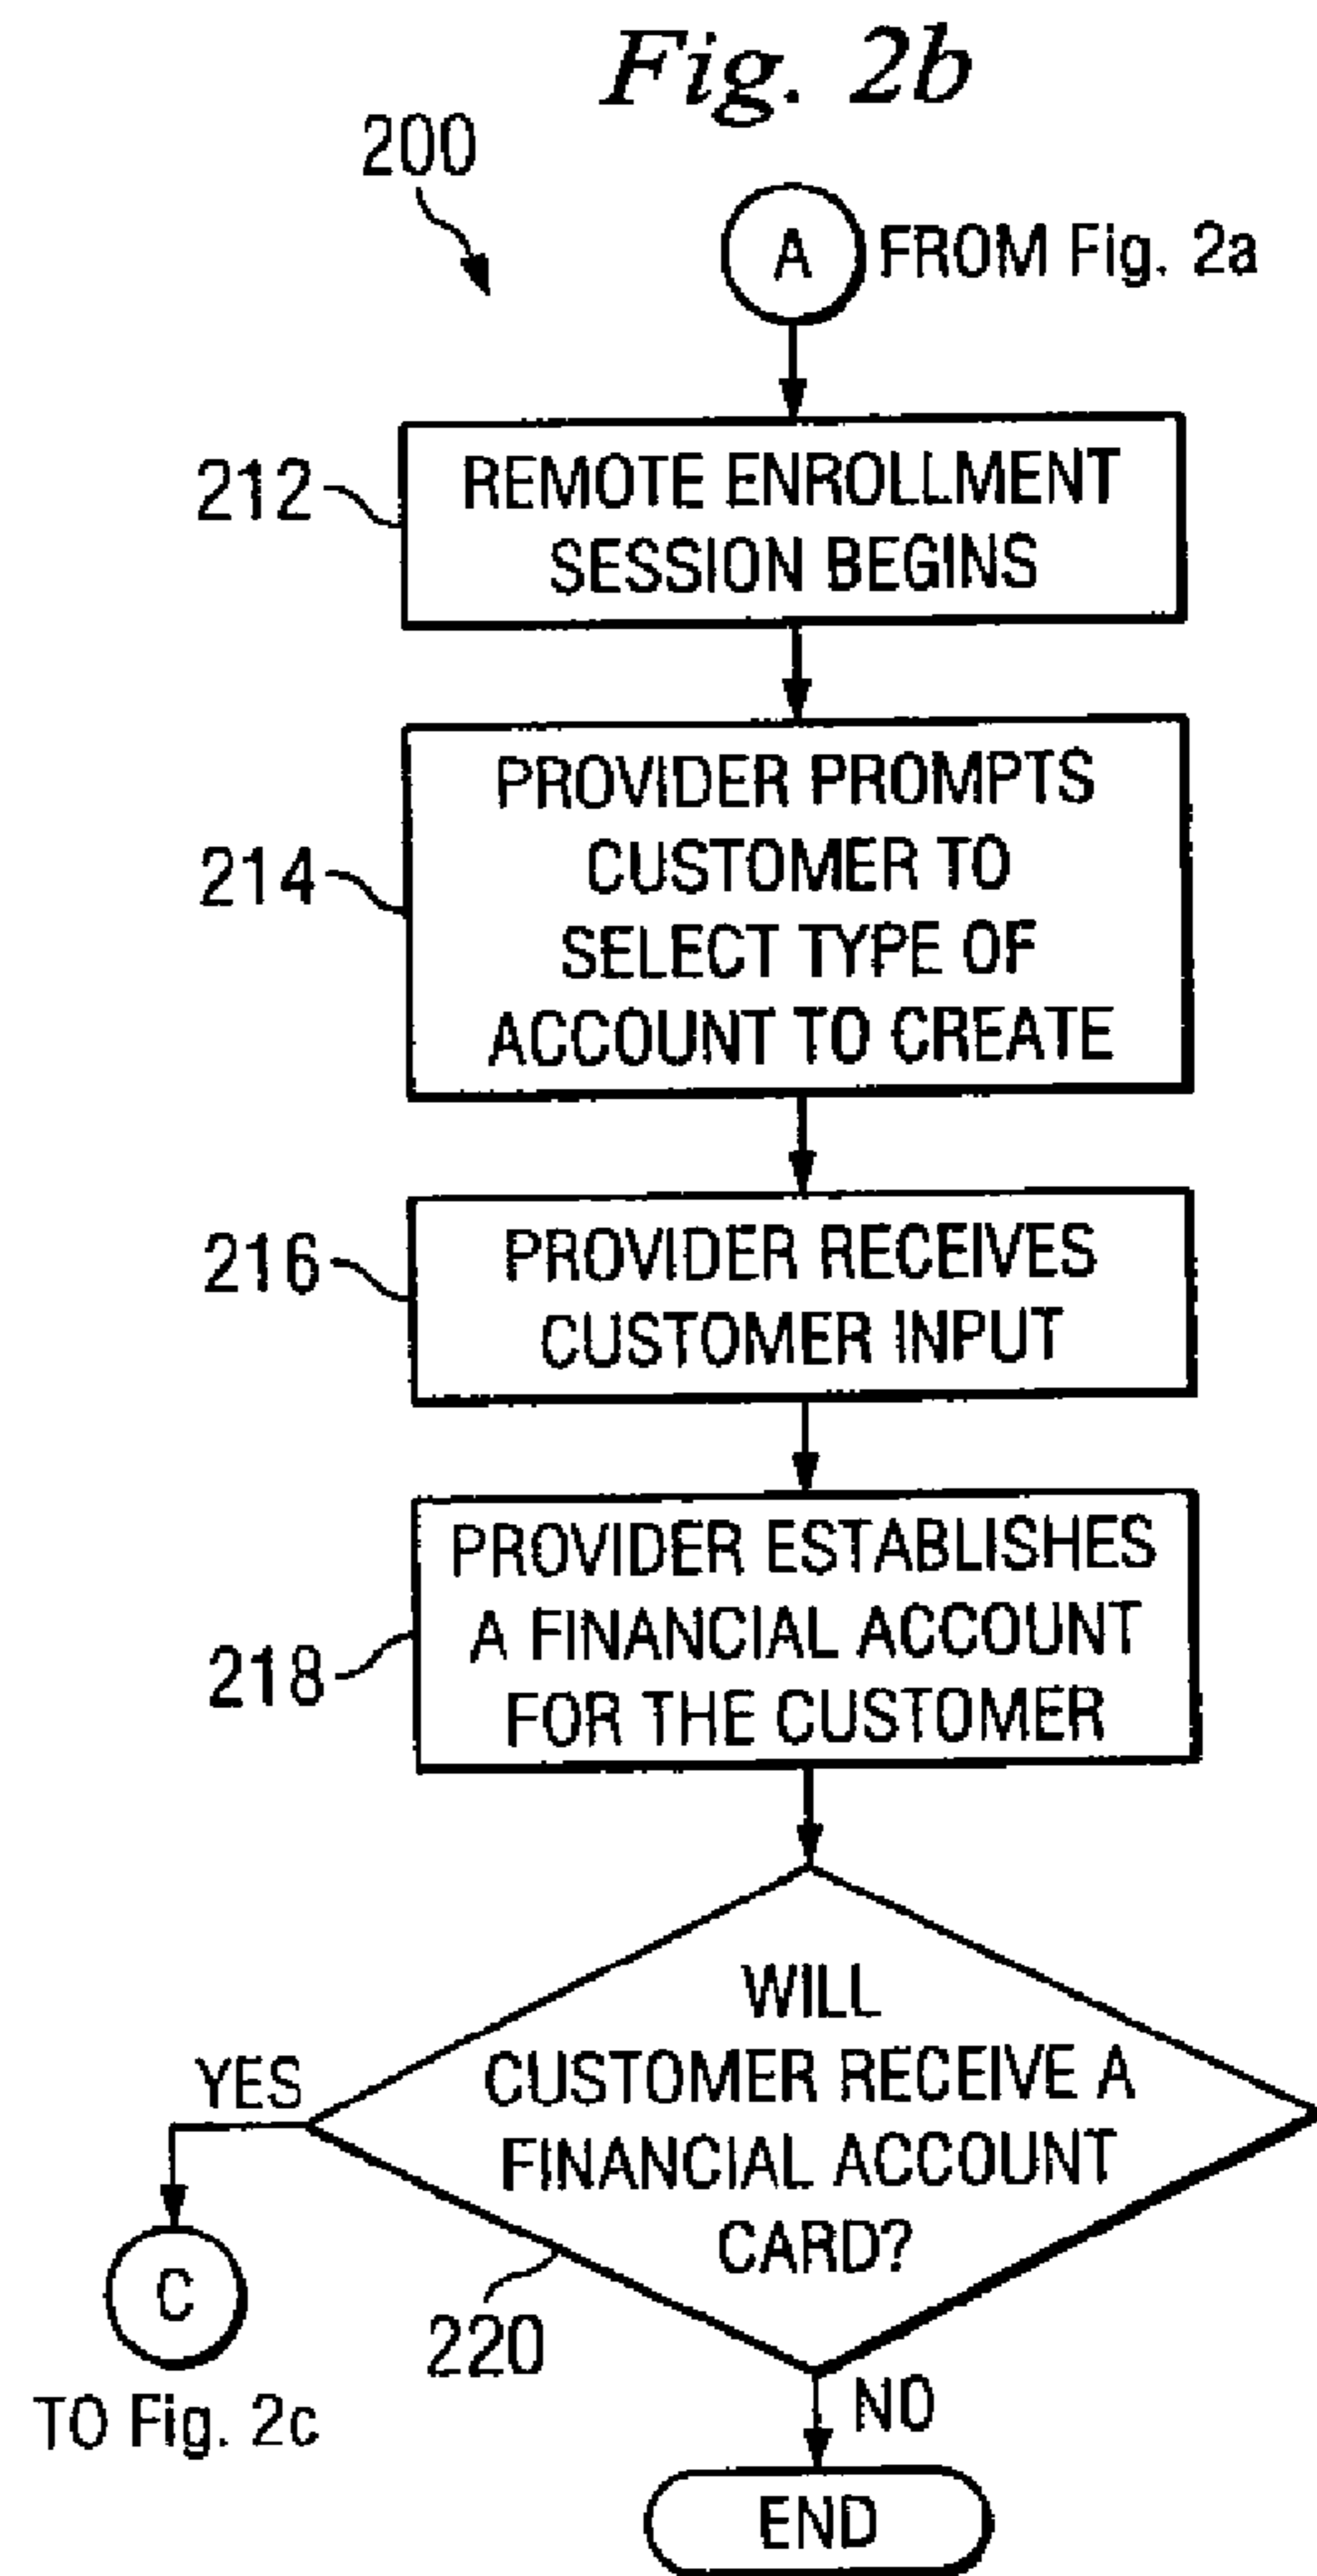 Fig. 2b
200
A
FROM Fig. 2a
212
REMOTE ENROLLMENT
SESSION BEGINS
214
PROVIDER PROMPTS
CUSTOMER TO
SELECT TYPE OF
ACCOUNT TO CREATE
216
PROVIDER RECEIVES
CUSTOMER INPUT
218
PROVIDER ESTABLISHES
A FINANCIAL ACCOUNT
FOR THE CUSTOMER
WILL
CUSTOMER RECEIVE A
FINANCIAL ACCOUNT
CARD?
YES
220
C
TO Fig. 2c
NO
END